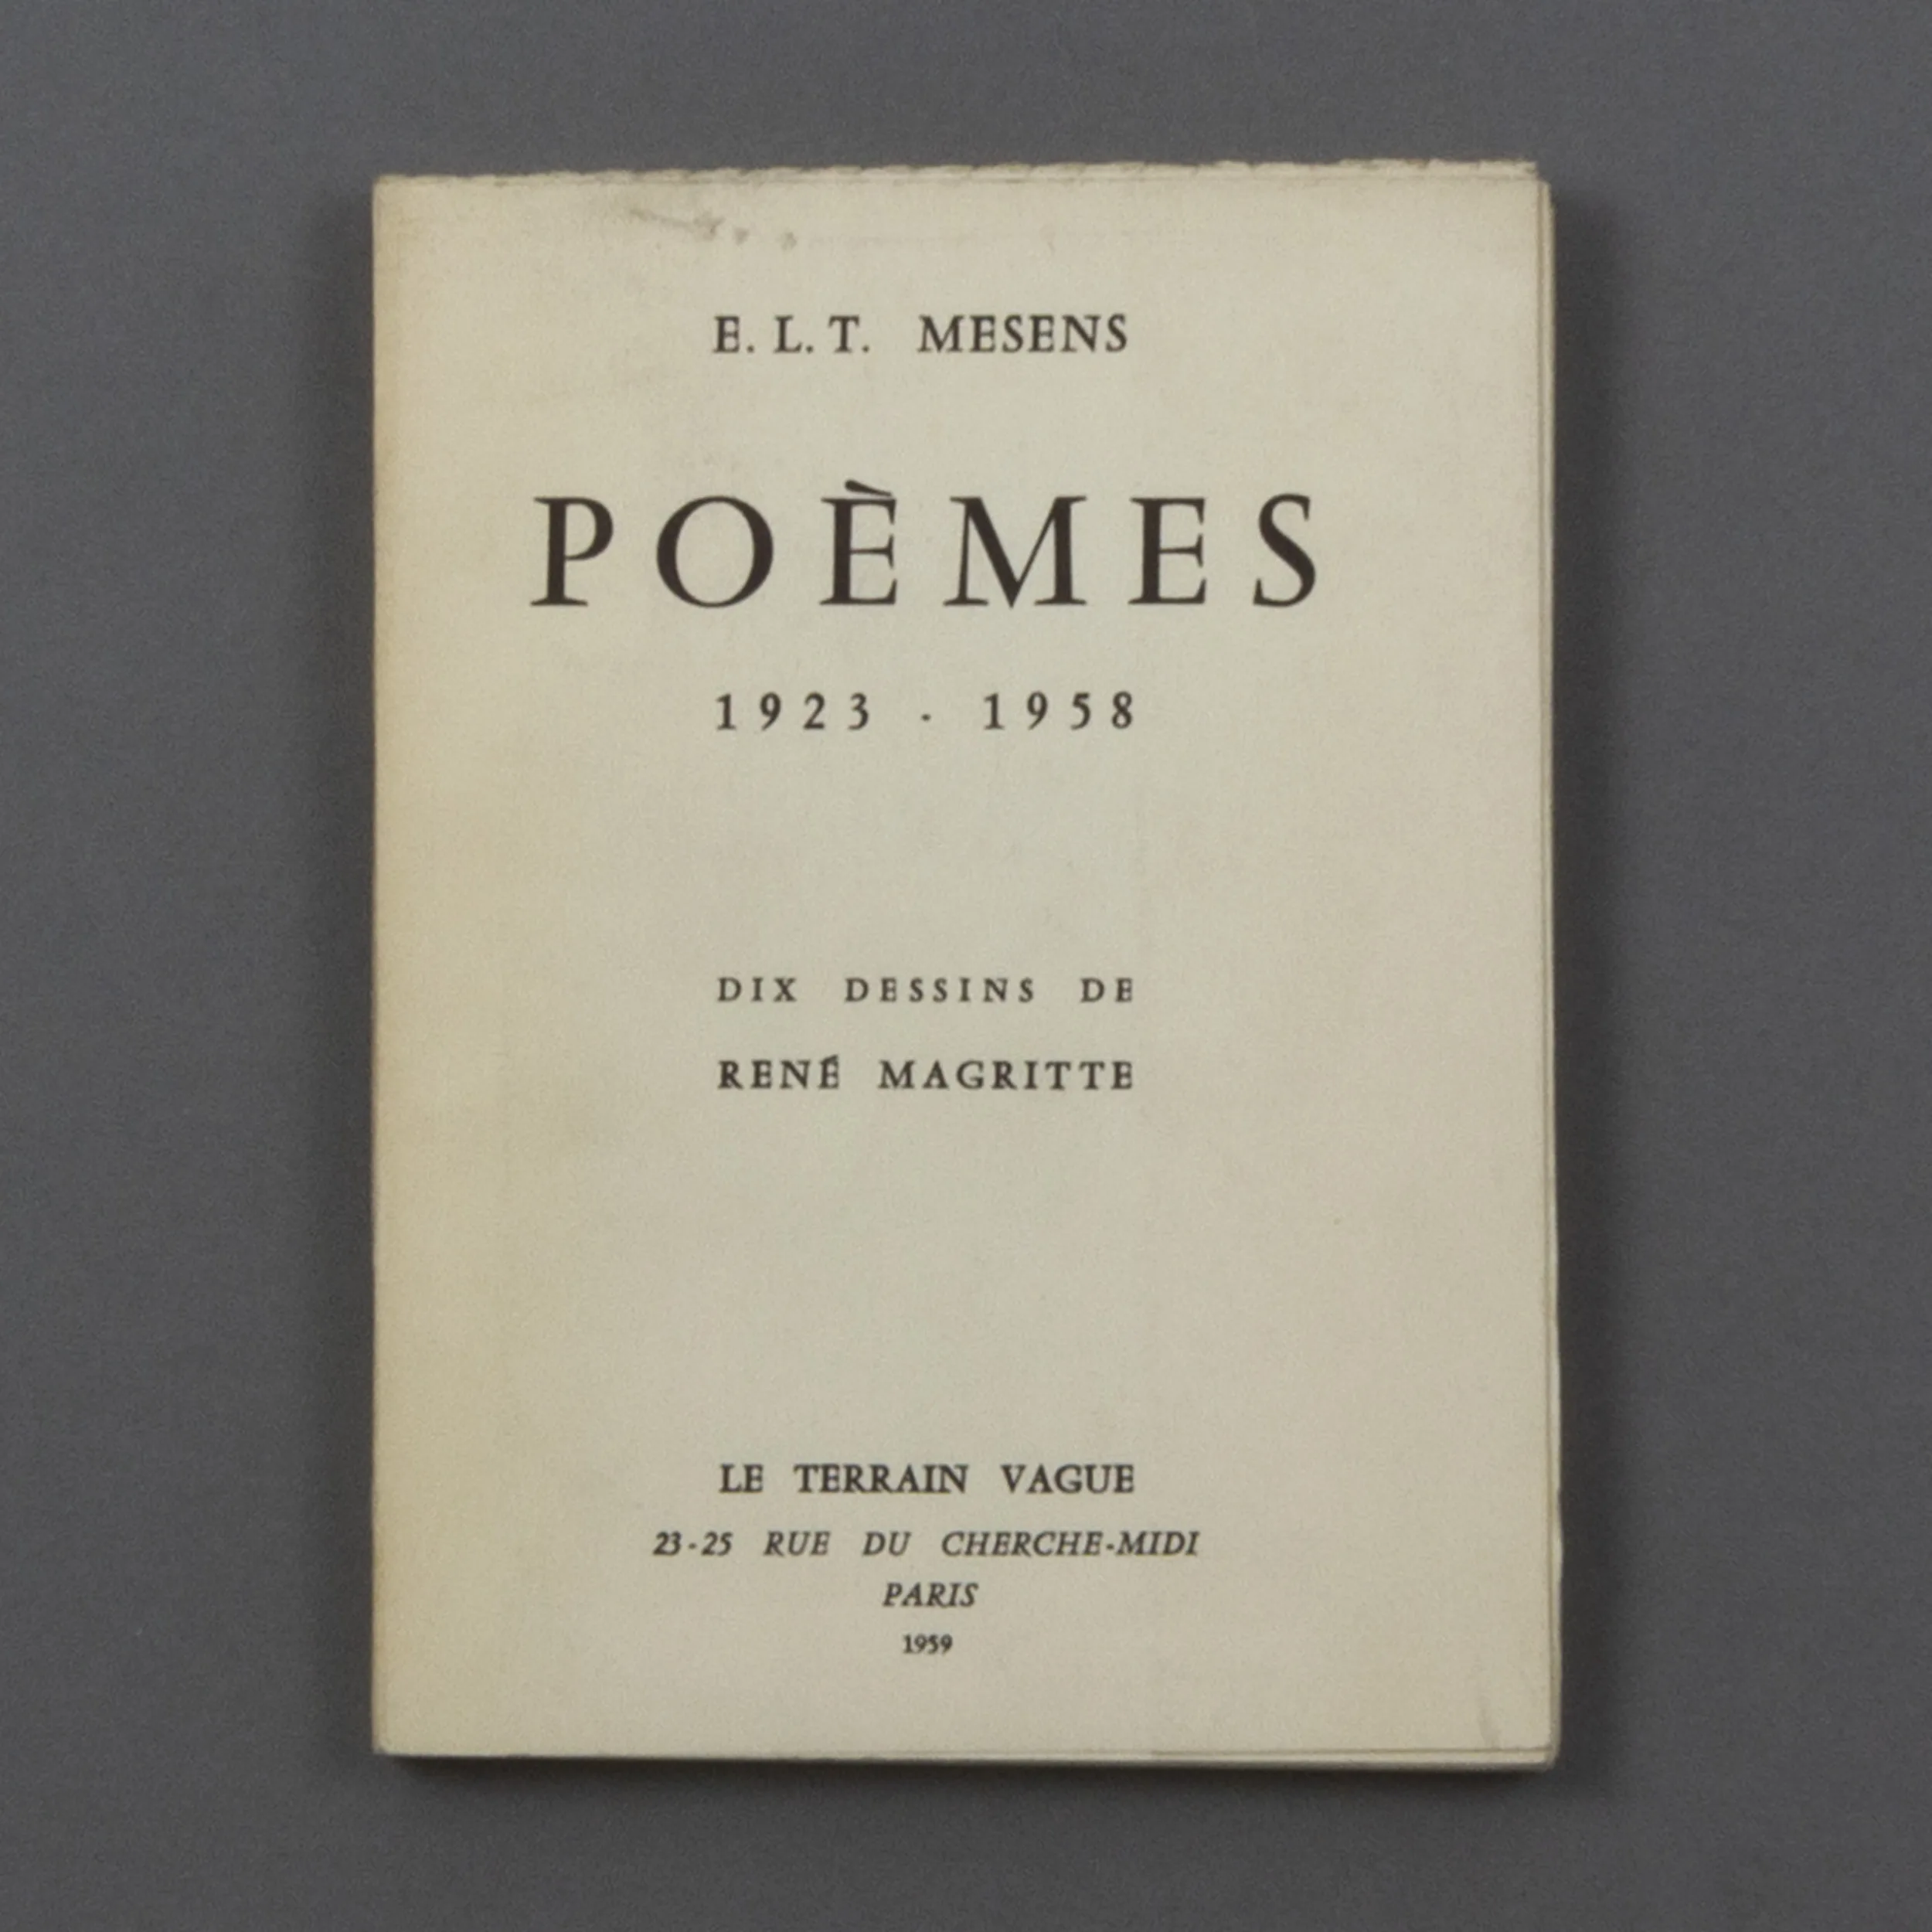 E. L. T. MESENS
POÈMES
1923 - 1958
DIX DESSINS DE
RENÉ MAGRITTE
LE TERRAIN VAGUE
23-25 RUE DU CHERCHE-MIDI
PARIS
1959